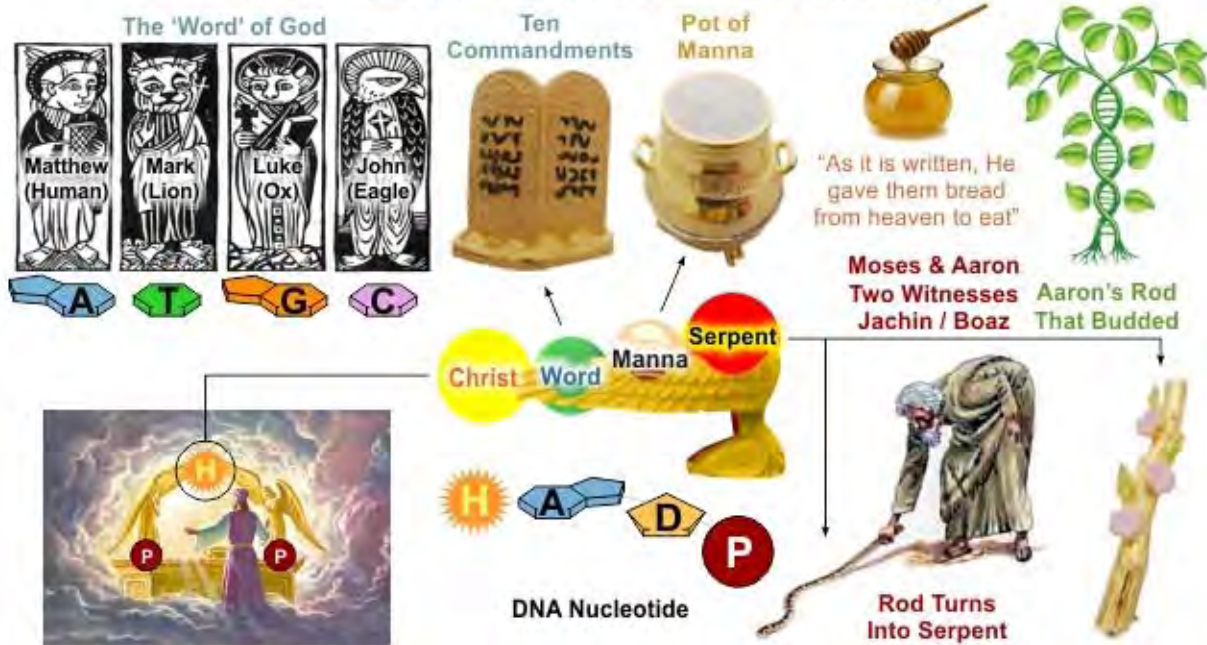 The 'Word' of God
Matthew
(Human)
Mark
(Lion)
Luke
(Ox)
John
(Eagle)
A
T
G
C
Ten
Commandments
Pot of
Manna
"As it is written, He
gave them bread
from heaven to eat"
Moses & Aaron
Two Witnesses
Jachin / Boaz
Aaron's Rod
That Budded
Christ
Word
Manna
Serpent
H
P
P
H
A
D
P
DNA Nucleotide
Rod Turns
Into Serpent